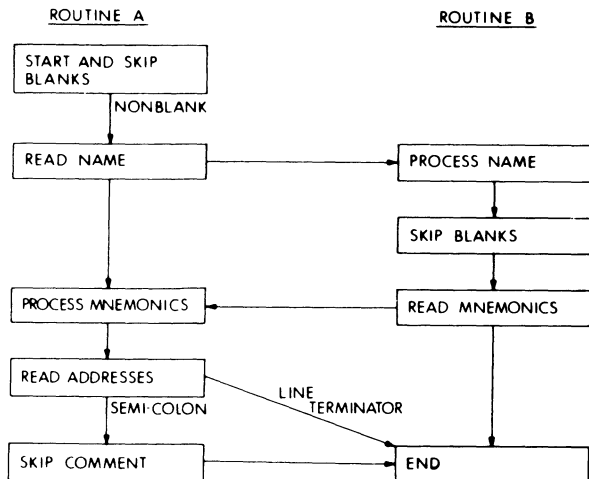 ROUTINE A
ROUTINE B
START AND SKIP
BLANKS
NONBLANK
READ NAME
PROCESS NAME
SKIP BLANKS
PROCESS MNEMONICS
READ MNEMONICS
READ ADDRESSES
LINE
TERMINATOR
SEMI-COLON
SKIP COMMENT
END